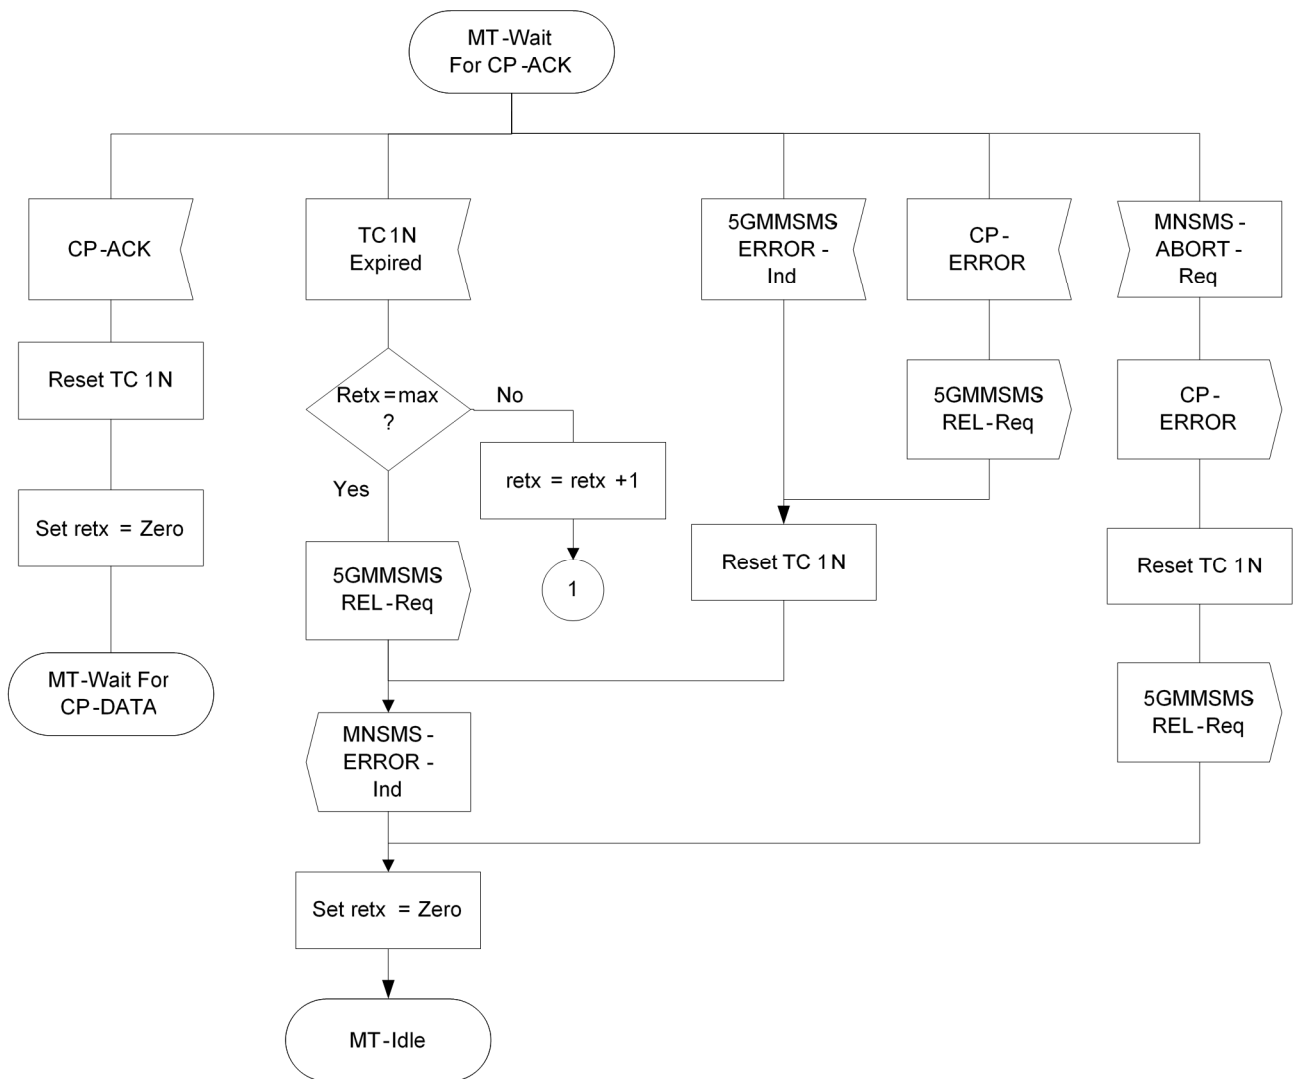 MT-Wait
For CP-ACK
CP-ACK
TC1N
Expired
5GMMSMS-
ERROR-
Ind
CP-
ERROR
MNSMS-
ABORT-
Req
Reset TC 1N
Retx=max
?
No
Yes
retx = retx +1
1
5GMMSMS-
REL-Req
CP-
ERROR
Set retx = Zero
5GMMSMS-
REL-Req
Reset TC 1N
Reset TC 1N
MT-Wait For
CP-DATA
5GMMSMS-
REL-Req
MNSMS-
ERROR-
Ind
Set retx = Zero
MT-Idle